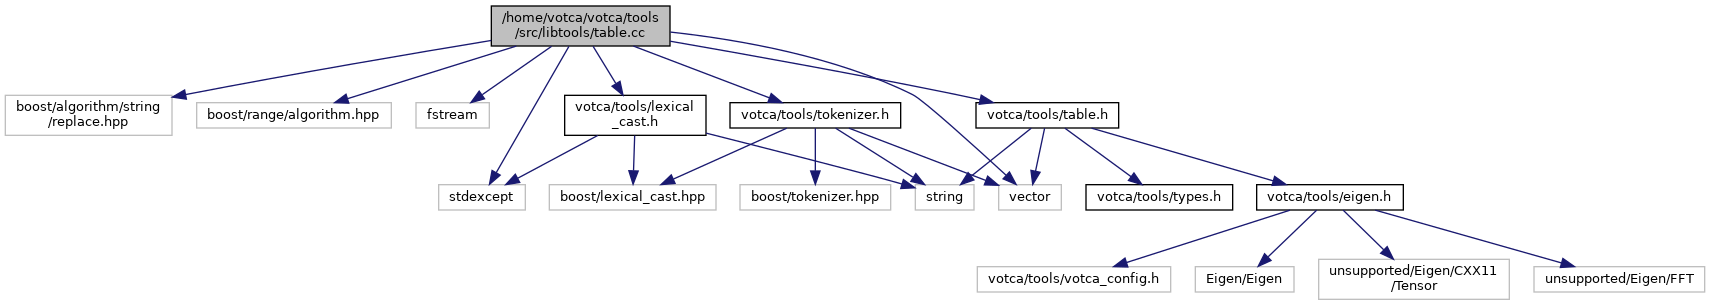 /home/votca/votca/tools
/src/libtools/table.cc
boost/algorithm/string
/replace.hpp
boost/range/algorithm.hpp
fstream
votca/tools/lexical
_cast.h
votca/tools/tokenizer.h
votca/tools/table.h
stdexcept
boost/lexical_cast.hpp
boost/tokenizer.hpp
string
vector
votca/tools/types.h
votca/tools/eigen.h
votca/tools/votca_config.h
Eigen/Eigen
unsupported/Eigen/CXX11
/Tensor
unsupported/Eigen/FFT